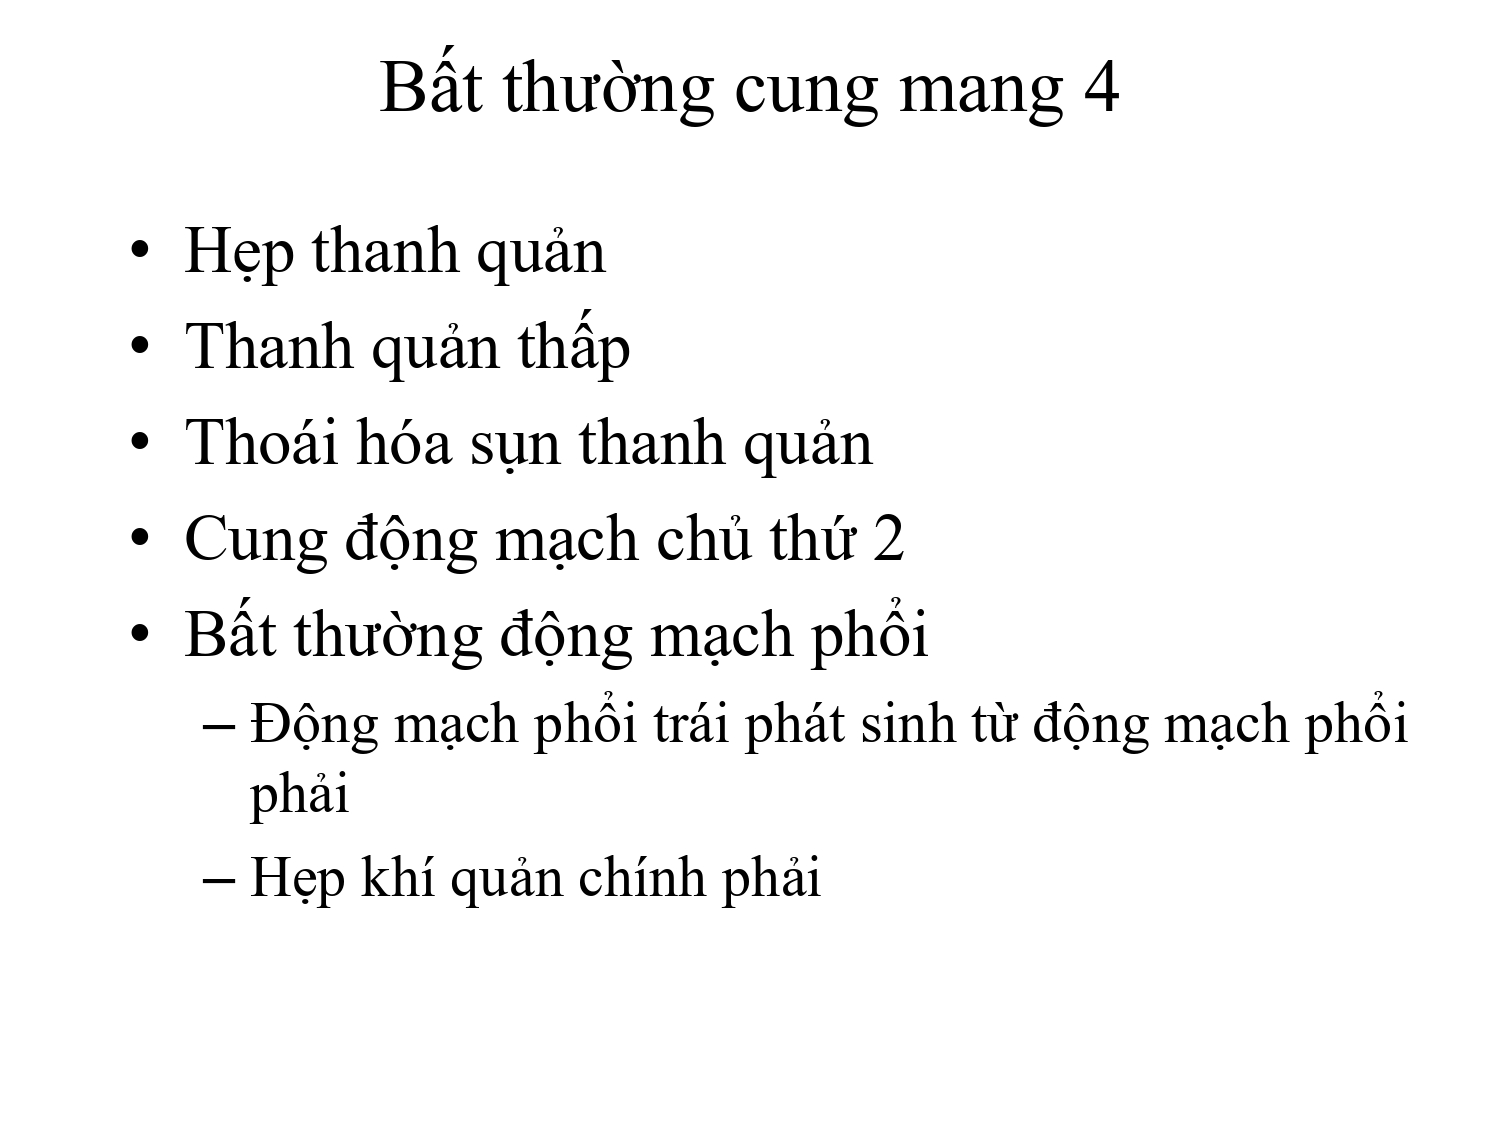 Bất thường cung mang 4
• Hẹp thanh quản
• Thanh quản thấp
• Thoái hóa sụn thanh quản
• Cung động mạch chủ thứ 2
• Bất thường động mạch phổi
– Động mạch phổi trái phát sinh từ động mạch phổi
phải
– Hẹp khí quản chính phải